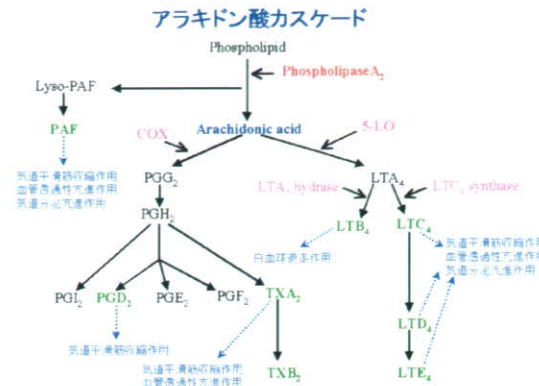 アラキドン酸カスケード
Phospholipid
PhospholipaseA2
Lyso-PAF
PAF
COX
Arachidonic acid
5-LO
気道平滑筋収縮作用
血管透過性亢進作用
気道分泌亢進作用
PGG2
LTA4
LTA4 hydrase
LTC4 synthase
PGH2
LTB4
LTC4
白血球遊走作用
気道平滑筋収縮作用
血管透過性亢進作用
気道分泌亢進作用
PGI2
PGD2
PGE2
PGF2
TXA2
LTD4
気道平滑筋収縮作用
気道平滑筋収縮作用
血管透過性亢進作用
TXB2
LTE4